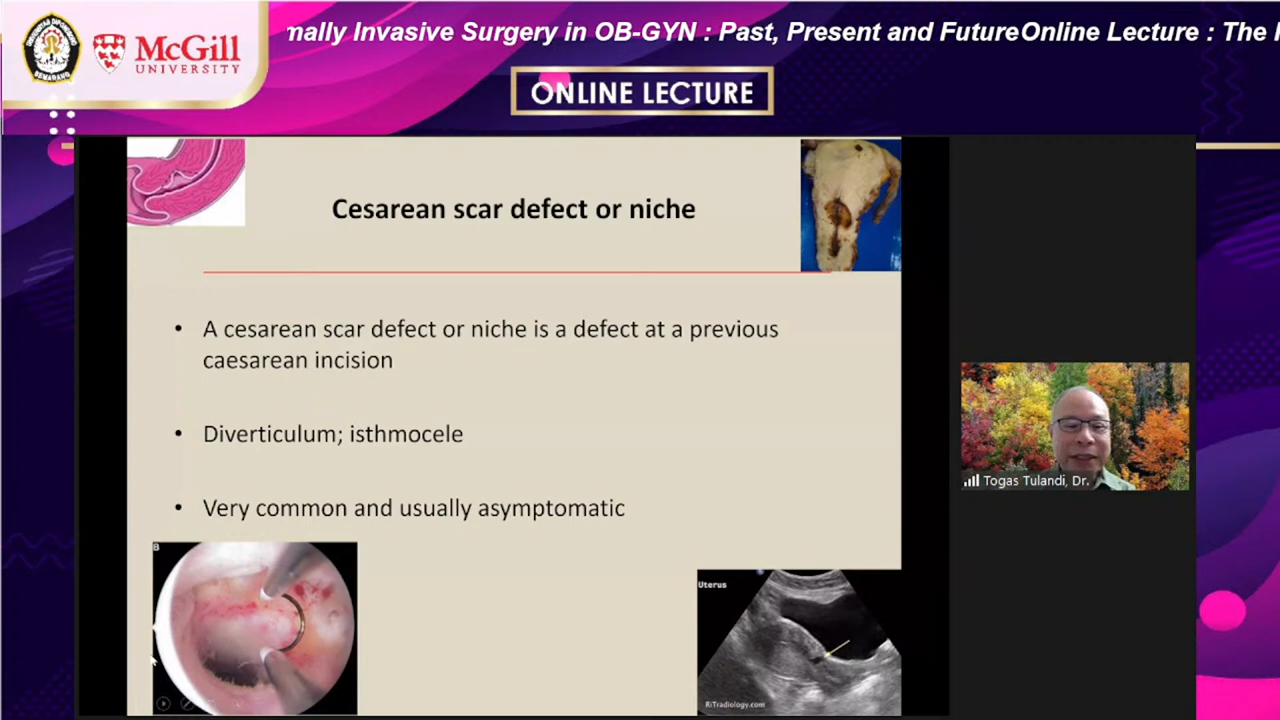 McGill
UNIVERSITY
SEMARANG
mally Invasive Surgery in OB-GYN : Past, Present and FutureOnline Lecture : The
ONLINE LECTURE
Cesarean scar defect or niche
• A cesarean scar defect or niche is a defect at a previous
caesarean incision
• Diverticulum; isthmocele
• Very common and usually asymptomatic
Togas Tulandi, Dr.
B
Uterus
RiTradiology.com